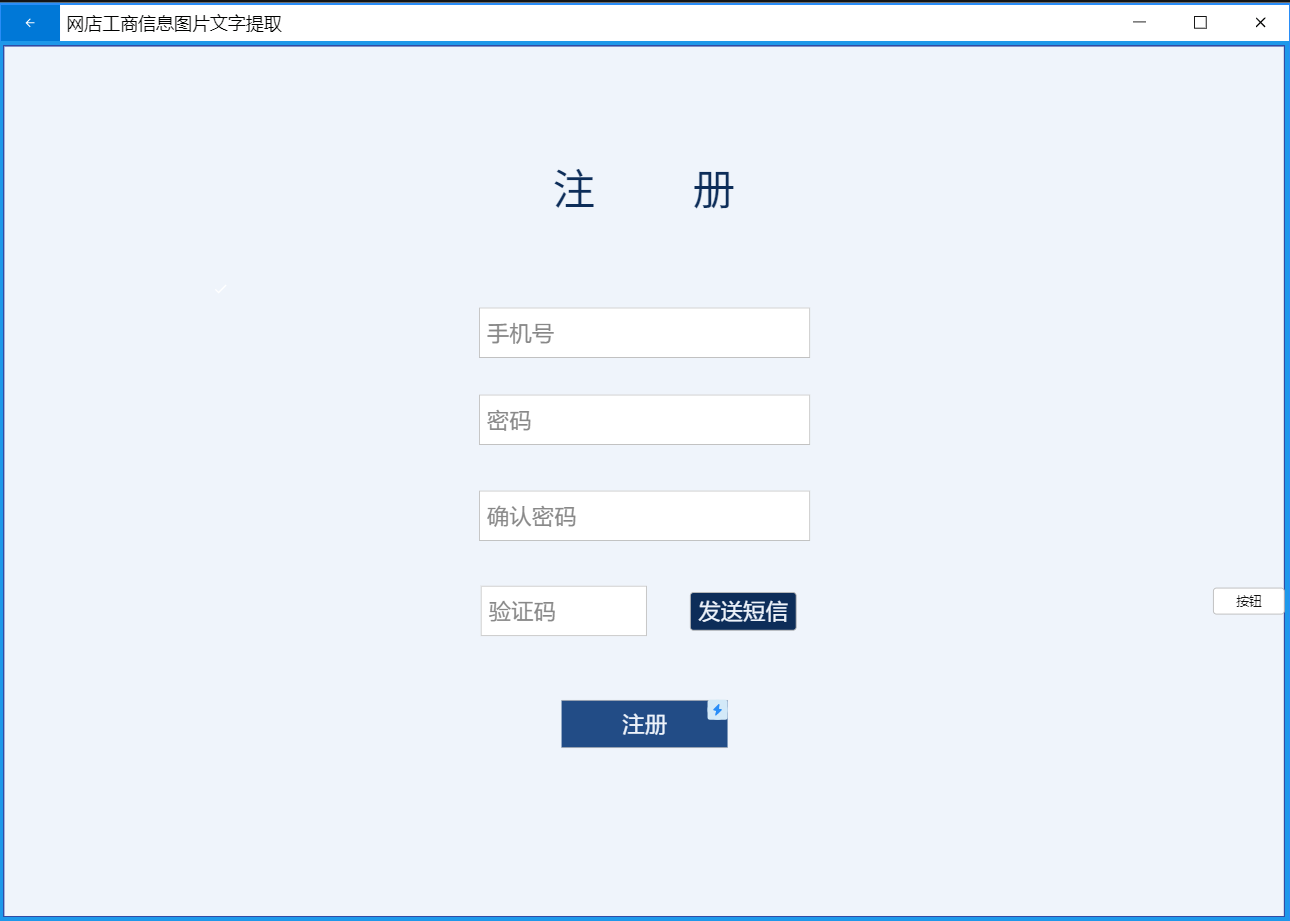 网店工商信息图片文字提取
注 册
手机号
密码
确认密码
验证码 发送短信
按钮
注册